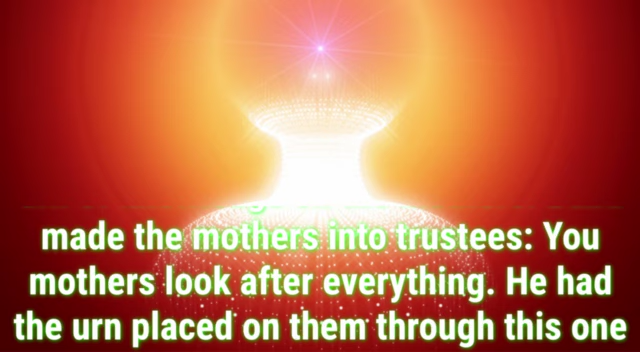 made the mothers into trustees: You
mothers look after everything. He had
the urn placed on them through this one